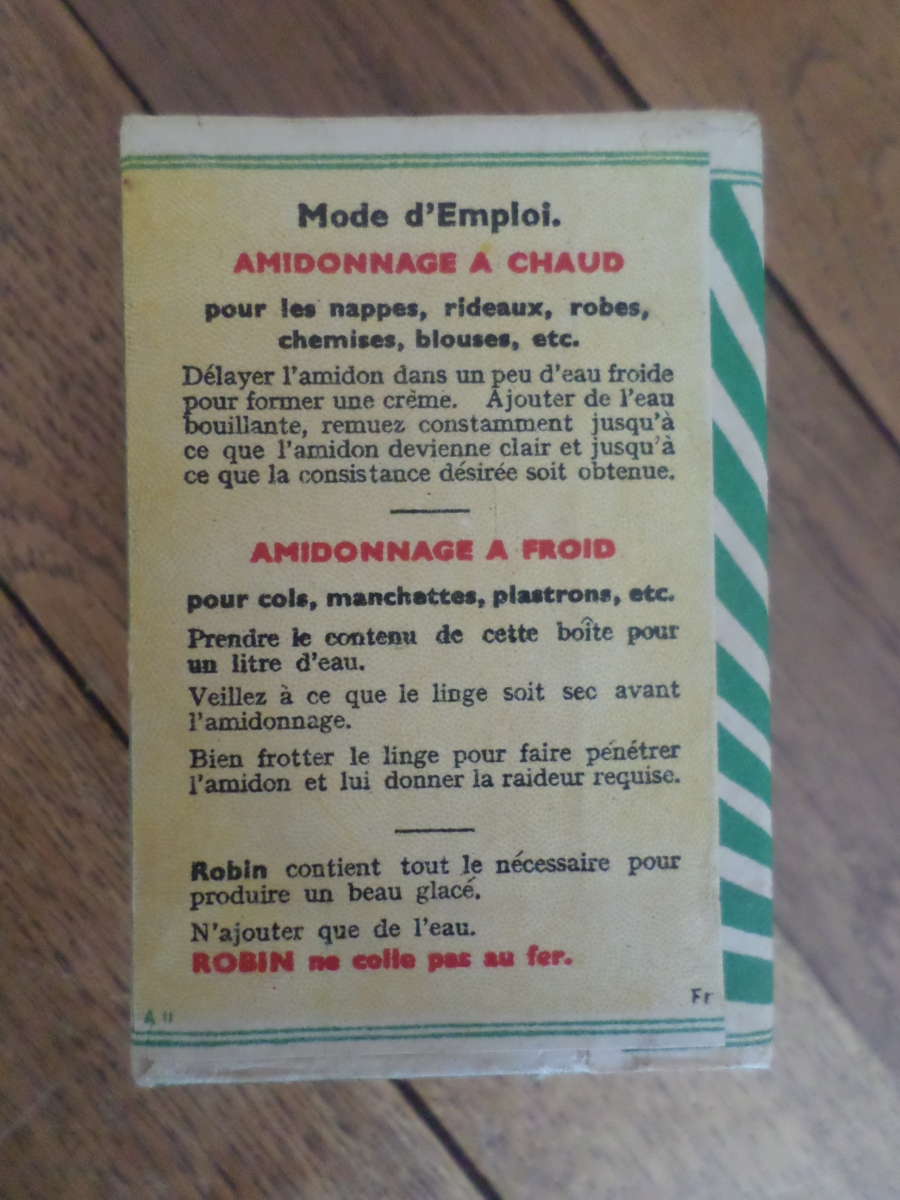 Mode d'Emploi.
AMIDONNAGE A CHAUD
pour les nappes, rideaux, robes,
chemises, blouses, etc.
Délayer l'amidon dans un peu d'eau froide
pour former une crème. Ajouter de l'eau
bouillante, remuez constamment jusqu'à
ce que l'amidon devienne clair et jusqu'à
ce que la consistance désirée soit obtenue.
AMIDONNAGE A FROID
pour cols, manchettes, plastrons, etc.
Prendre le contenu de cette boîte pour
un litre d'eau.
Veillez à ce que le linge soit sec avant
l'amidonnage.
Bien frotter le linge pour faire pénétrer
l'amidon et lui donner la raideur requise.
Robin contient tout le nécessaire pour
produire un beau glacé.
N'ajouter que de l'eau.
ROBIN ne colle pas au fer.
Fr